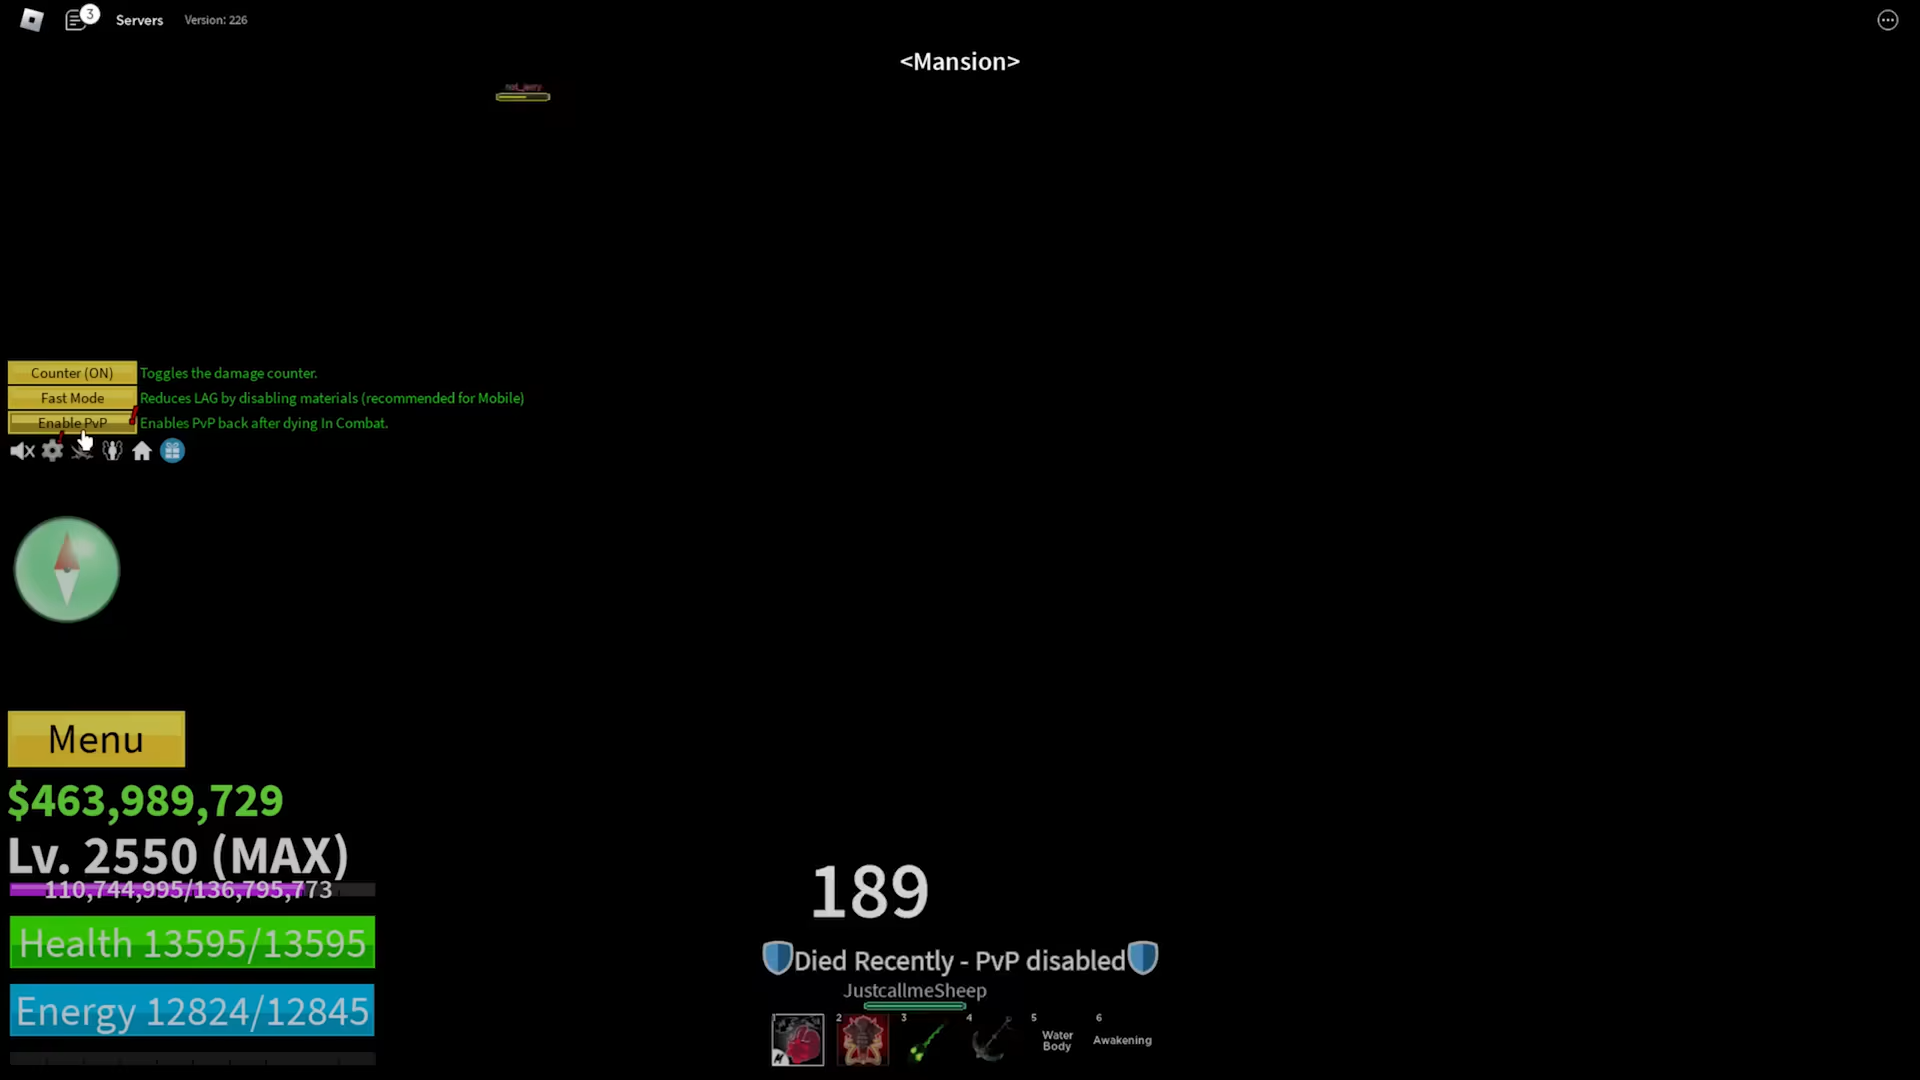 3
Servers
Version: 226
<Mansion>
not_jerry
Counter (ON)
Toggles the damage counter.
Fast Mode
Reduces LAG by disabling materials (recommended for Mobile)
Enable PvP
Enables PvP back after dying In Combat.
Menu
$463,989,729
Lv. 2550 (MAX)
110,744,995/136,795,773
Health 13595/13595
Energy 12824/12845
189
Died Recently - PvP disabled
JustcallmeSheep
1
2
3
4
5
Water
Body
6
Awakening